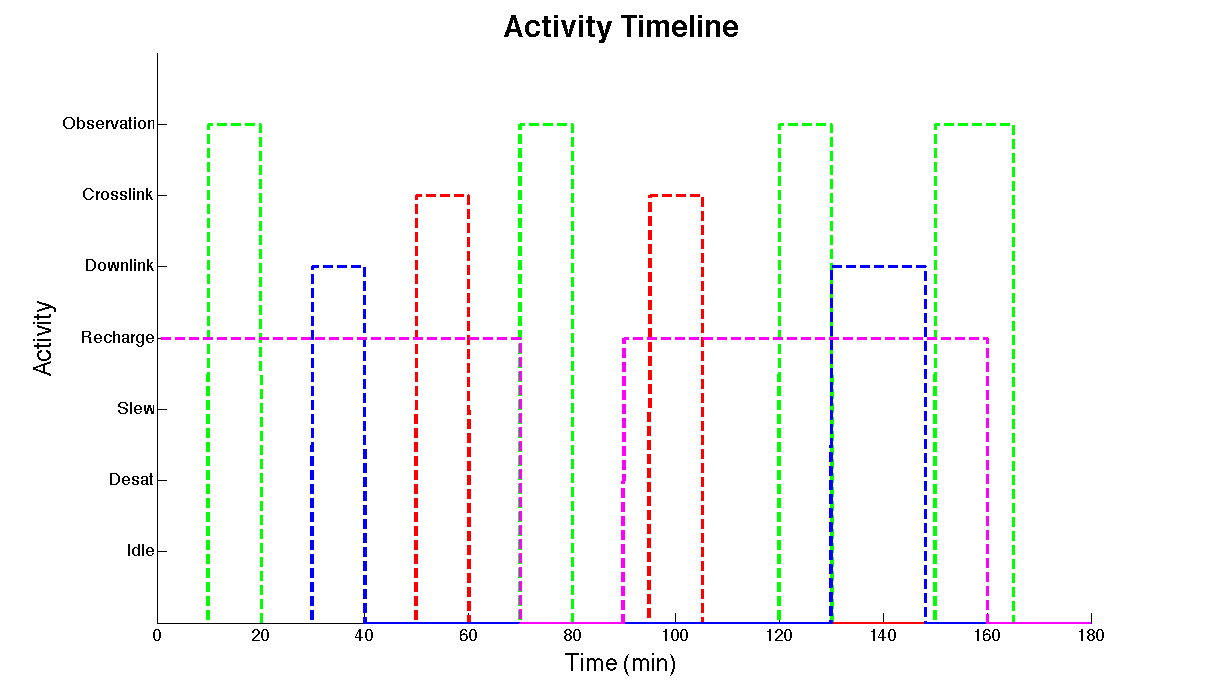 Activity Timeline
Observation
Crosslink
Downlink
Recharge
Slew
Desat
Idle
Activity
0 20 40 60 80 100 120 140 160 180
Time (min)